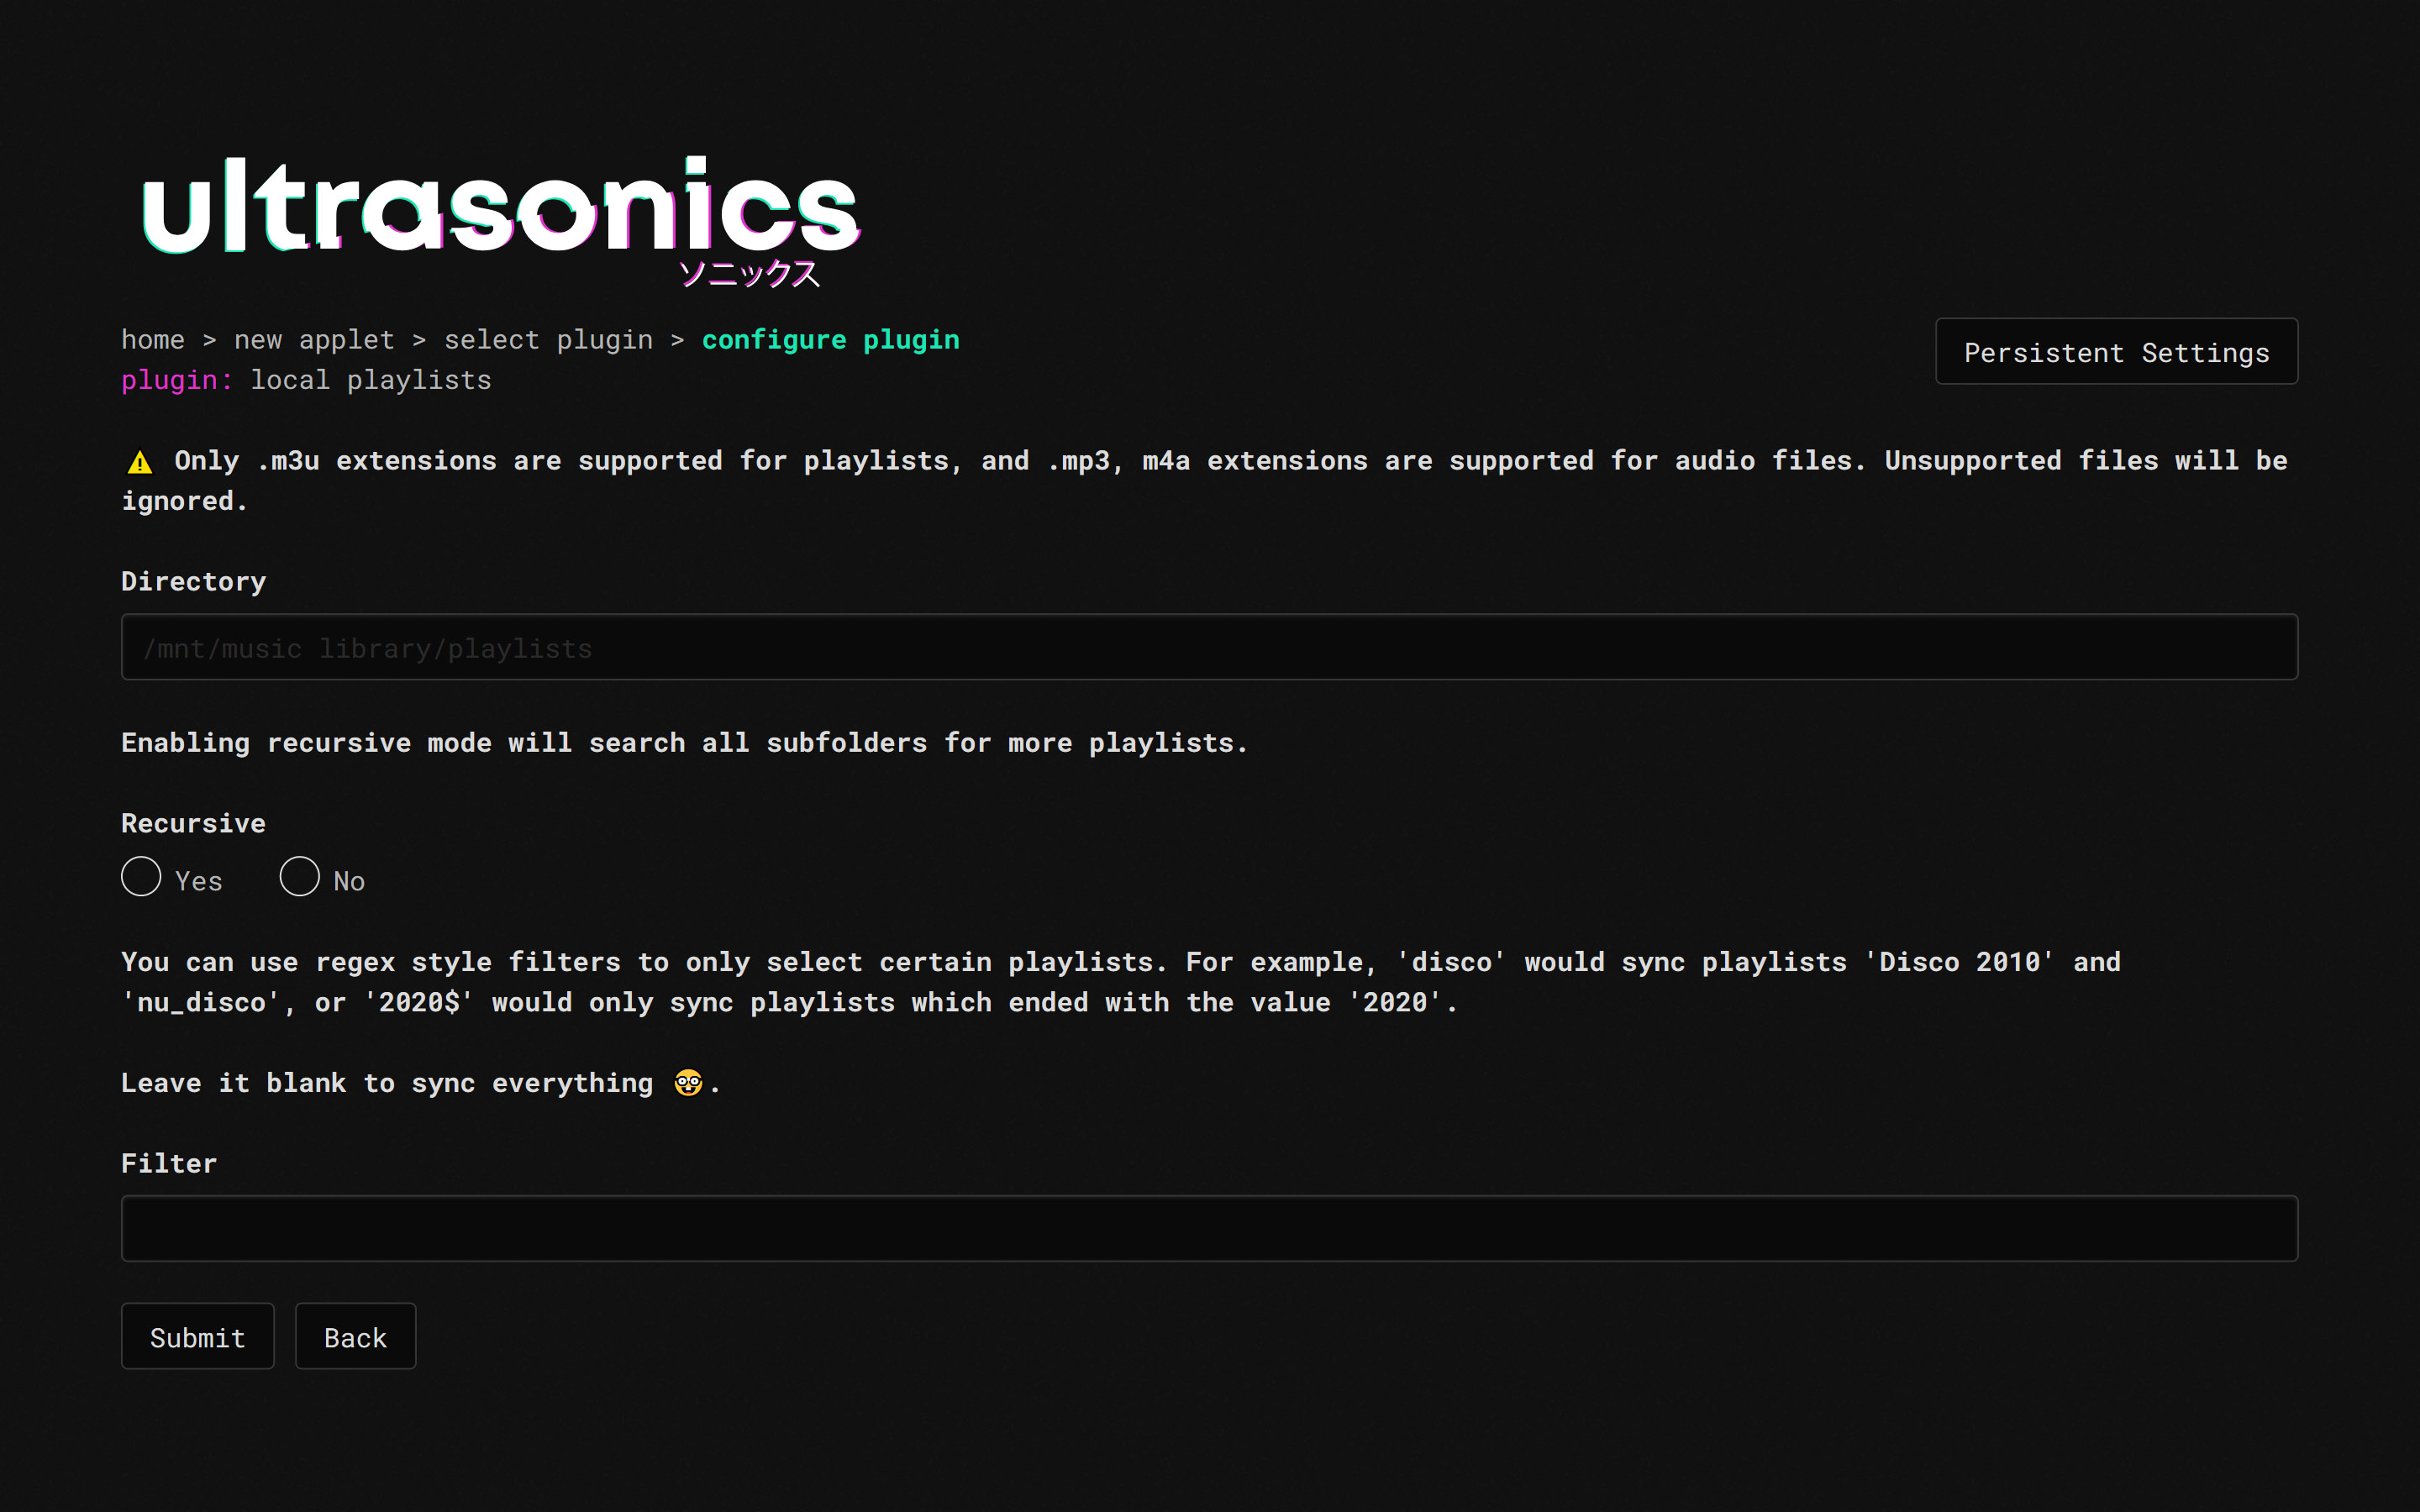 ultrasonics
ソニックス
home > new applet > select plugin > configure plugin
Persistent Settings
plugin: local playlists
⚠️ Only .m3u extensions are supported for playlists, and .mp3, m4a extensions are supported for audio files. Unsupported files will be
ignored.
Directory
/mnt/music library/playlists
Enabling recursive mode will search all subfolders for more playlists.
Recursive
Yes No
You can use regex style filters to only select certain playlists. For example, 'disco' would sync playlists 'Disco 2010' and
'nu_disco', or '2020$' would only sync playlists which ended with the value '2020'.
Leave it blank to sync everything 🤓.
Filter
Submit Back